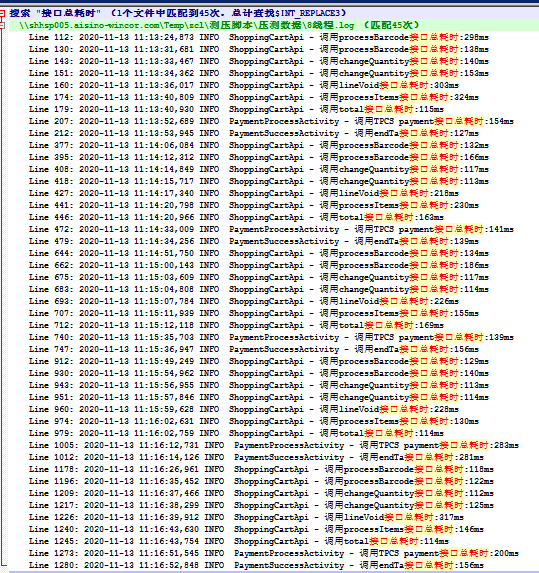 搜索 "接口总耗时" (1个文件中匹配到45次, 总计查找$INT_REPLACE3)
\\shhsp005.aisino-wincor.com\Temp\scl\测压脚本\压测数据\8线程.log (匹配45次)
Line 112: 2020-11-13 11:13:24,873 INFO ShoppingCartApi - 调用processBarcode接口总耗时:298ms
Line 130: 2020-11-13 11:13:31,681 INFO ShoppingCartApi - 调用processBarcode接口总耗时:138ms
Line 143: 2020-11-13 11:13:33,467 INFO ShoppingCartApi - 调用changeQuantity接口总耗时:140ms
Line 151: 2020-11-13 11:13:34,362 INFO ShoppingCartApi - 调用changeQuantity接口总耗时:153ms
Line 160: 2020-11-13 11:13:36,017 INFO ShoppingCartApi - 调用lineVoid接口总耗时:303ms
Line 174: 2020-11-13 11:13:40,809 INFO ShoppingCartApi - 调用processItems接口总耗时:324ms
Line 179: 2020-11-13 11:13:40,930 INFO ShoppingCartApi - 调用total接口总耗时:115ms
Line 207: 2020-11-13 11:13:52,689 INFO PaymentProcessActivity - 调用TPCS payment接口总耗时:154ms
Line 212: 2020-11-13 11:13:53,945 INFO PaymentSuccessActivity - 调用endTa接口总耗时:127ms
Line 377: 2020-11-13 11:14:06,084 INFO ShoppingCartApi - 调用processBarcode接口总耗时:132ms
Line 395: 2020-11-13 11:14:12,312 INFO ShoppingCartApi - 调用processBarcode接口总耗时:166ms
Line 408: 2020-11-13 11:14:14,849 INFO ShoppingCartApi - 调用changeQuantity接口总耗时:117ms
Line 418: 2020-11-13 11:14:15,717 INFO ShoppingCartApi - 调用changeQuantity接口总耗时:113ms
Line 427: 2020-11-13 11:14:17,340 INFO ShoppingCartApi - 调用lineVoid接口总耗时:218ms
Line 441: 2020-11-13 11:14:20,798 INFO ShoppingCartApi - 调用processItems接口总耗时:230ms
Line 446: 2020-11-13 11:14:20,966 INFO ShoppingCartApi - 调用total接口总耗时:163ms
Line 472: 2020-11-13 11:14:33,009 INFO PaymentProcessActivity - 调用TPCS payment接口总耗时:141ms
Line 479: 2020-11-13 11:14:34,256 INFO PaymentSuccessActivity - 调用endTa接口总耗时:139ms
Line 644: 2020-11-13 11:14:51,750 INFO ShoppingCartApi - 调用processBarcode接口总耗时:134ms
Line 662: 2020-11-13 11:15:00,143 INFO ShoppingCartApi - 调用processBarcode接口总耗时:186ms
Line 675: 2020-11-13 11:15:03,609 INFO ShoppingCartApi - 调用changeQuantity接口总耗时:117ms
Line 683: 2020-11-13 11:15:04,808 INFO ShoppingCartApi - 调用changeQuantity接口总耗时:114ms
Line 693: 2020-11-13 11:15:07,784 INFO ShoppingCartApi - 调用lineVoid接口总耗时:226ms
Line 707: 2020-11-13 11:15:11,939 INFO ShoppingCartApi - 调用processItems接口总耗时:155ms
Line 712: 2020-11-13 11:15:12,118 INFO ShoppingCartApi - 调用total接口总耗时:169ms
Line 740: 2020-11-13 11:15:35,703 INFO PaymentProcessActivity - 调用TPCS payment接口总耗时:139ms
Line 747: 2020-11-13 11:15:36,947 INFO PaymentSuccessActivity - 调用endTa接口总耗时:156ms
Line 912: 2020-11-13 11:15:49,249 INFO ShoppingCartApi - 调用processBarcode接口总耗时:129ms
Line 930: 2020-11-13 11:15:54,962 INFO ShoppingCartApi - 调用processBarcode接口总耗时:140ms
Line 943: 2020-11-13 11:15:56,955 INFO ShoppingCartApi - 调用changeQuantity接口总耗时:113ms
Line 951: 2020-11-13 11:15:57,846 INFO ShoppingCartApi - 调用changeQuantity接口总耗时:114ms
Line 960: 2020-11-13 11:15:59,628 INFO ShoppingCartApi - 调用lineVoid接口总耗时:228ms
Line 974: 2020-11-13 11:16:02,631 INFO ShoppingCartApi - 调用processItems接口总耗时:130ms
Line 979: 2020-11-13 11:16:02,759 INFO ShoppingCartApi - 调用total接口总耗时:114ms
Line 1005: 2020-11-13 11:16:12,731 INFO PaymentProcessActivity - 调用TPCS payment接口总耗时:283ms
Line 1012: 2020-11-13 11:16:14,126 INFO PaymentSuccessActivity - 调用endTa接口总耗时:281ms
Line 1178: 2020-11-13 11:16:26,961 INFO ShoppingCartApi - 调用processBarcode接口总耗时:118ms
Line 1196: 2020-11-13 11:16:35,452 INFO ShoppingCartApi - 调用processBarcode接口总耗时:122ms
Line 1209: 2020-11-13 11:16:37,466 INFO ShoppingCartApi - 调用changeQuantity接口总耗时:112ms
Line 1217: 2020-11-13 11:16:38,299 INFO ShoppingCartApi - 调用changeQuantity接口总耗时:125ms
Line 1226: 2020-11-13 11:16:39,912 INFO ShoppingCartApi - 调用lineVoid接口总耗时:317ms
Line 1240: 2020-11-13 11:16:43,630 INFO ShoppingCartApi - 调用processItems接口总耗时:146ms
Line 1245: 2020-11-13 11:16:43,754 INFO ShoppingCartApi - 调用total接口总耗时:114ms
Line 1273: 2020-11-13 11:16:51,545 INFO PaymentProcessActivity - 调用TPCS payment接口总耗时:200ms
Line 1280: 2020-11-13 11:16:52,848 INFO PaymentSuccessActivity - 调用endTa接口总耗时:156ms